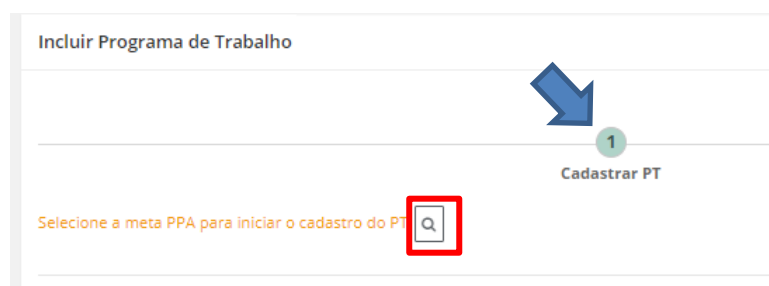 Incluir Programa de Trabalho
1
Cadastrar PT
Selecione a meta PPA para iniciar o cadastro do PT